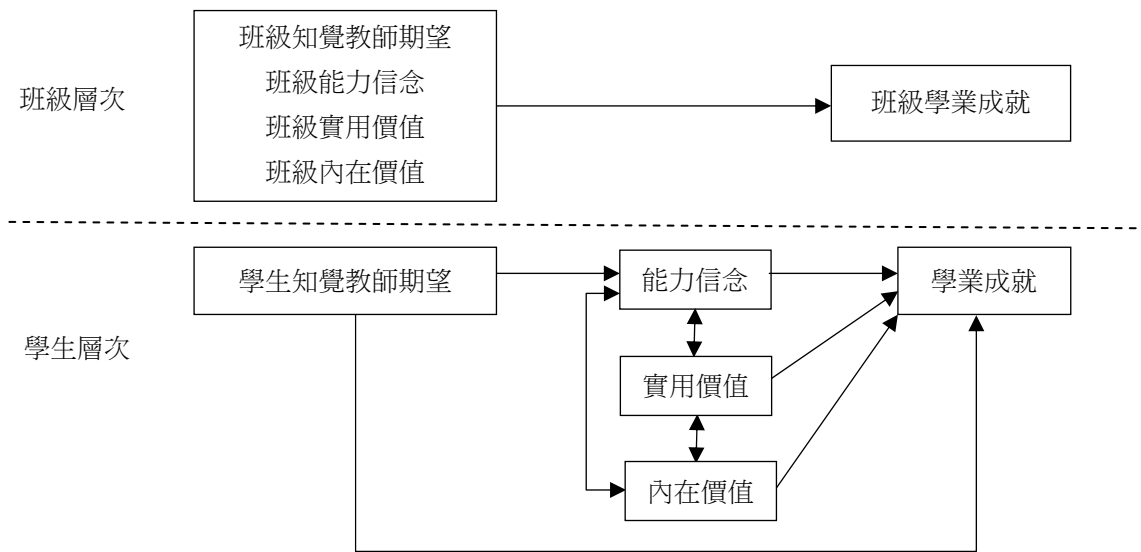 班級層次
班級知覺教師期望
班級能力信念
班級實用價值
班級內在價值
班級學業成就
學生層次
學生知覺教師期望
能力信念
學業成就
實用價值
內在價值